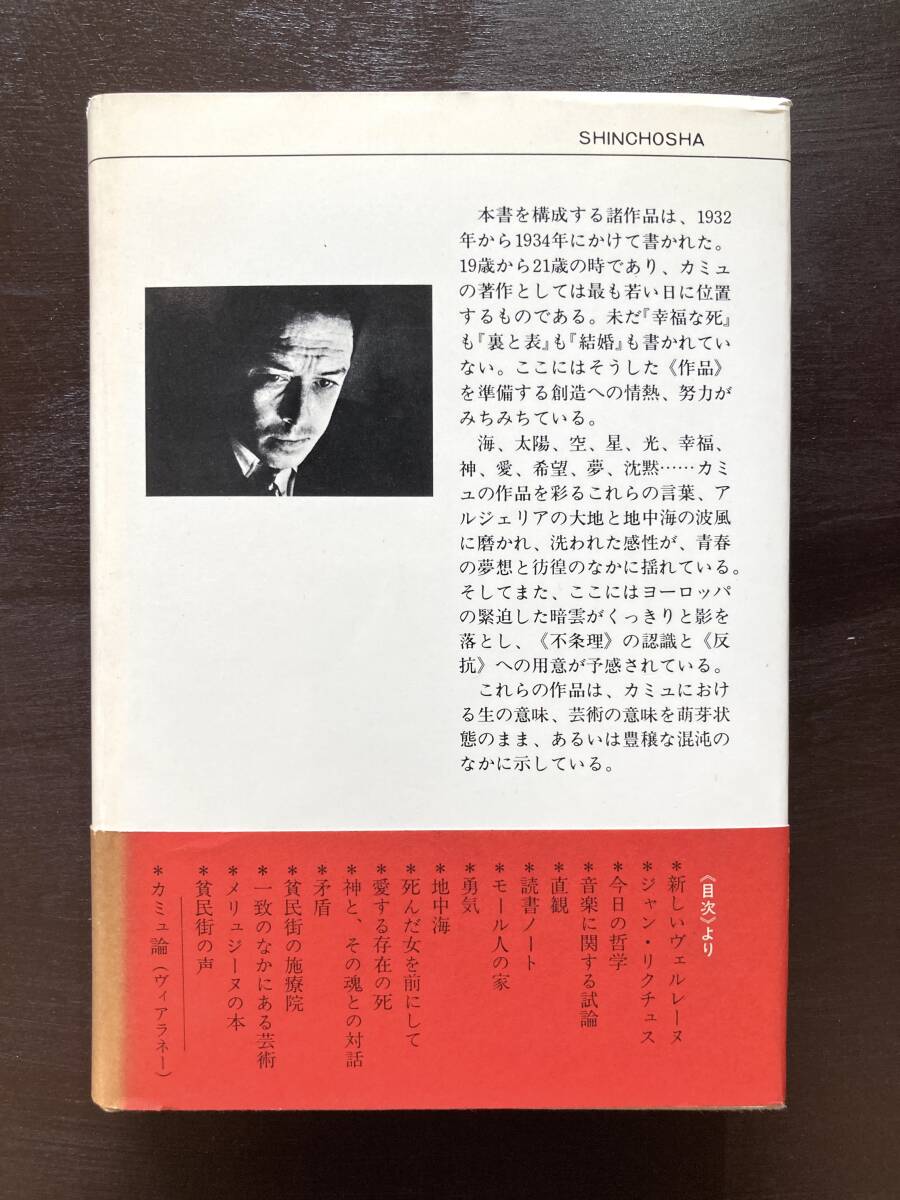 SHINCHOSHA
本書を構成する諸作品は、1932
年から1934年にかけて書かれた。
19歳から21歳の時であり、カミュ
の著作としては最も若い日に位置
するものである。未だ『幸福な死』
も『裏と表』も『結婚』も書かれてい
ない。ここにはそうした《作品》
を準備する創造への情熱、努力が
みちみちている。
海、太陽、空、星、光、幸福、
神、愛、希望、夢、沈黙……カミ
ュの作品を彩るこれらの言葉、ア
ルジェリアの大地と地中海の波風
に磨かれ、洗われた感性が、青春
の夢想と彷徨のなかに揺れている。
そしてまた、ここにはヨーロッパ
の緊迫した暗雲がくっきりと影を
落とし、《不条理》の認識と《反
抗》への用意が予感されている。
これらの作品は、カミュにおけ
る生の意味、芸術の意味を萌芽状
態のまま、あるいは豊穣な混沌の
なかに示している。
《目次》より
*新しいヴェルレーヌ
*ジャン・リクチュス
*今日の哲学
*音楽に関する試論
*直観
*読書ノート
*モール人の家
*勇気
*地中海
*死んだ女を前にして
*愛する存在の死
*神と、その魂との対話
*矛盾
*貧民街の施療院
*一致のなかにある芸術
*メリュジーヌの本
*貧民街の声
*カミュ論（ヴィアラネー）